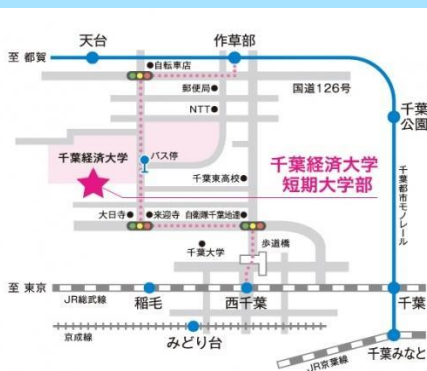 天台
作草部
至 都賀
自転車店
郵便局
国道126号
NTT
千葉
公園
千葉経済大学
バス停
千葉経済大学
短期大学部
千葉東高校
千葉都市モノレール
大日寺
来迎寺
自衛隊千葉地連
千葉大学
歩道橋
至 東京
JR総武線
稲毛
西千葉
千葉
京成線
みどり台
JR京葉線
千葉みなと